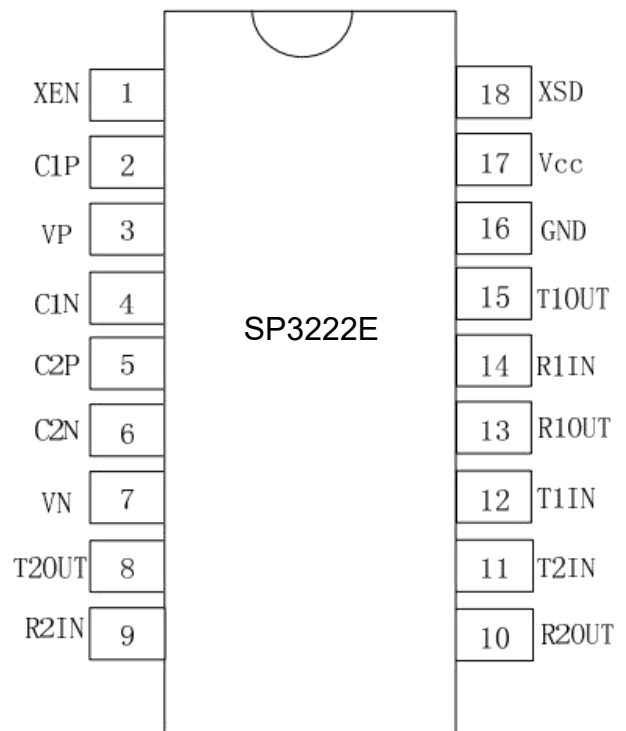 XEN 1 18 XSD
C1P 2 17 Vcc
VP 3 16 GND
C1N 4 15 T1OUT
SP3222E
C2P 5 14 R1IN
C2N 6 13 R1OUT
VN 7 12 T1IN
T2OUT 8 11 T2IN
R2IN 9 10 R2OUT